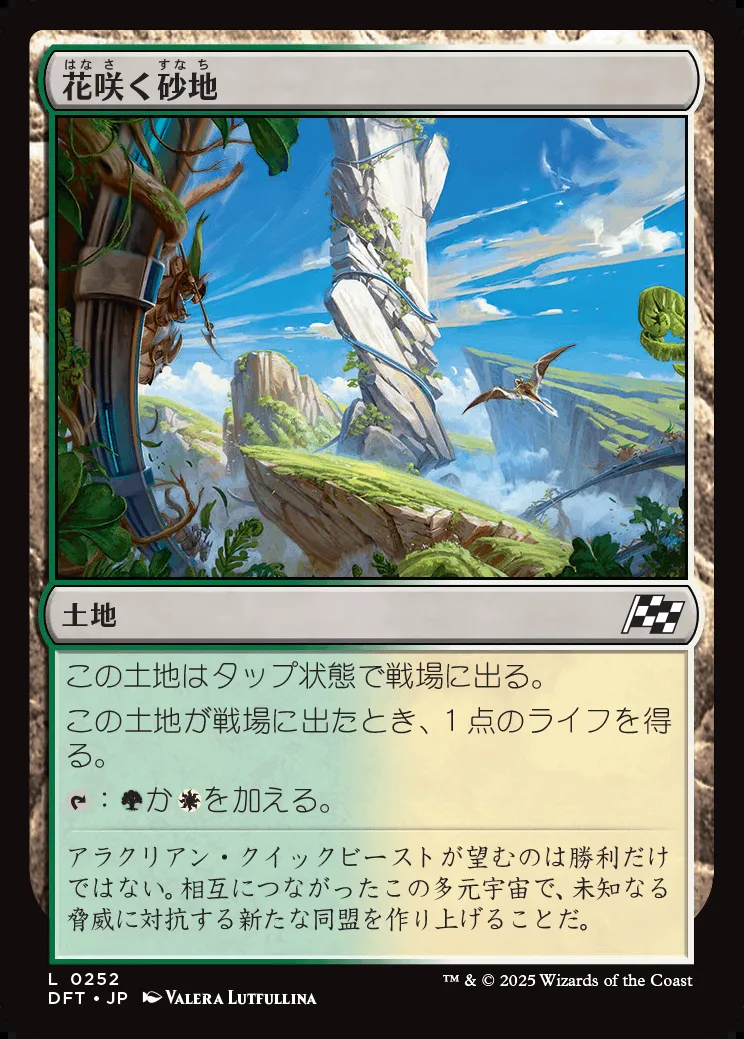 はな さ すな ち
花咲く砂地
土地
この土地はタップ状態で戦場に出る。
この土地が戦場に出たとき、1点のライフを得
る。
:か を加える。
アラクリアン・クイックビーストが望むのは勝利だけ
ではない。相互につながったこの多元宇宙で、未知なる
脅威に対抗する新たな同盟を作り上げることだ。
L 0252
DFT • JP VALERA LUTFULLINA
™ & © 2025 Wizards of the Coast